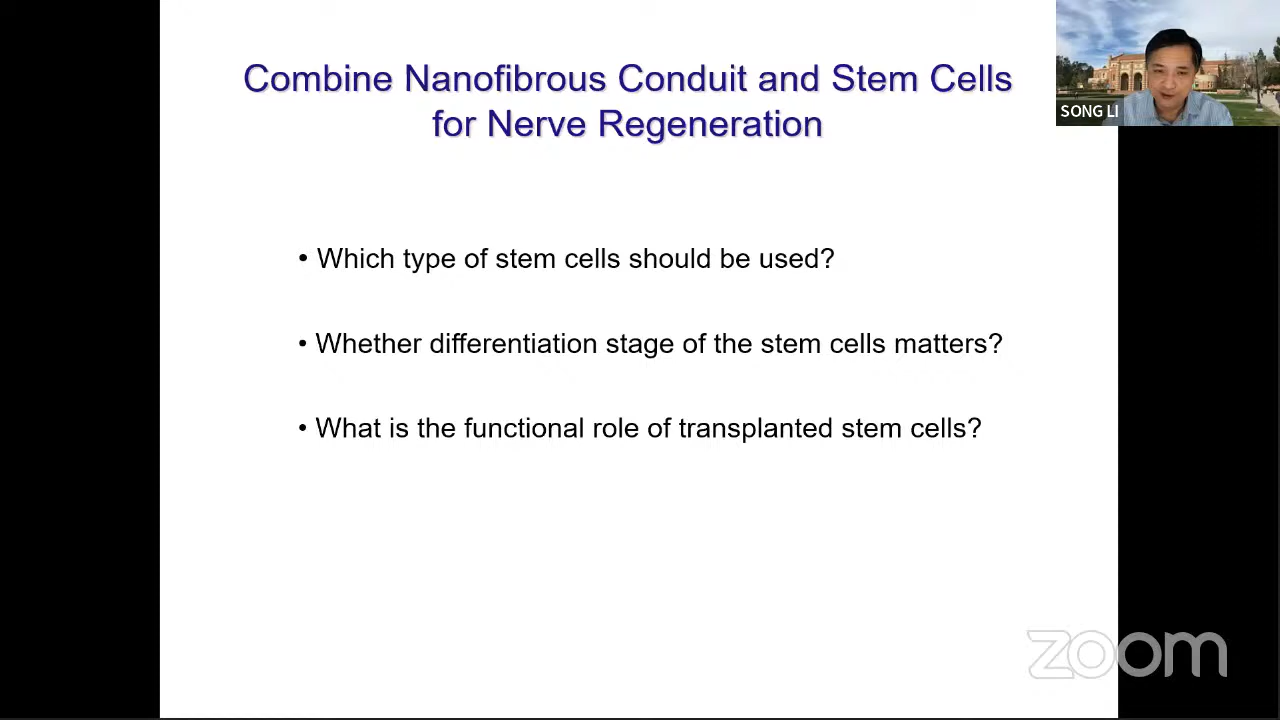 Combine Nanofibrous Conduit and Stem Cells
for Nerve Regeneration
SONG LI
• Which type of stem cells should be used?
• Whether differentiation stage of the stem cells matters?
• What is the functional role of transplanted stem cells?
zoom